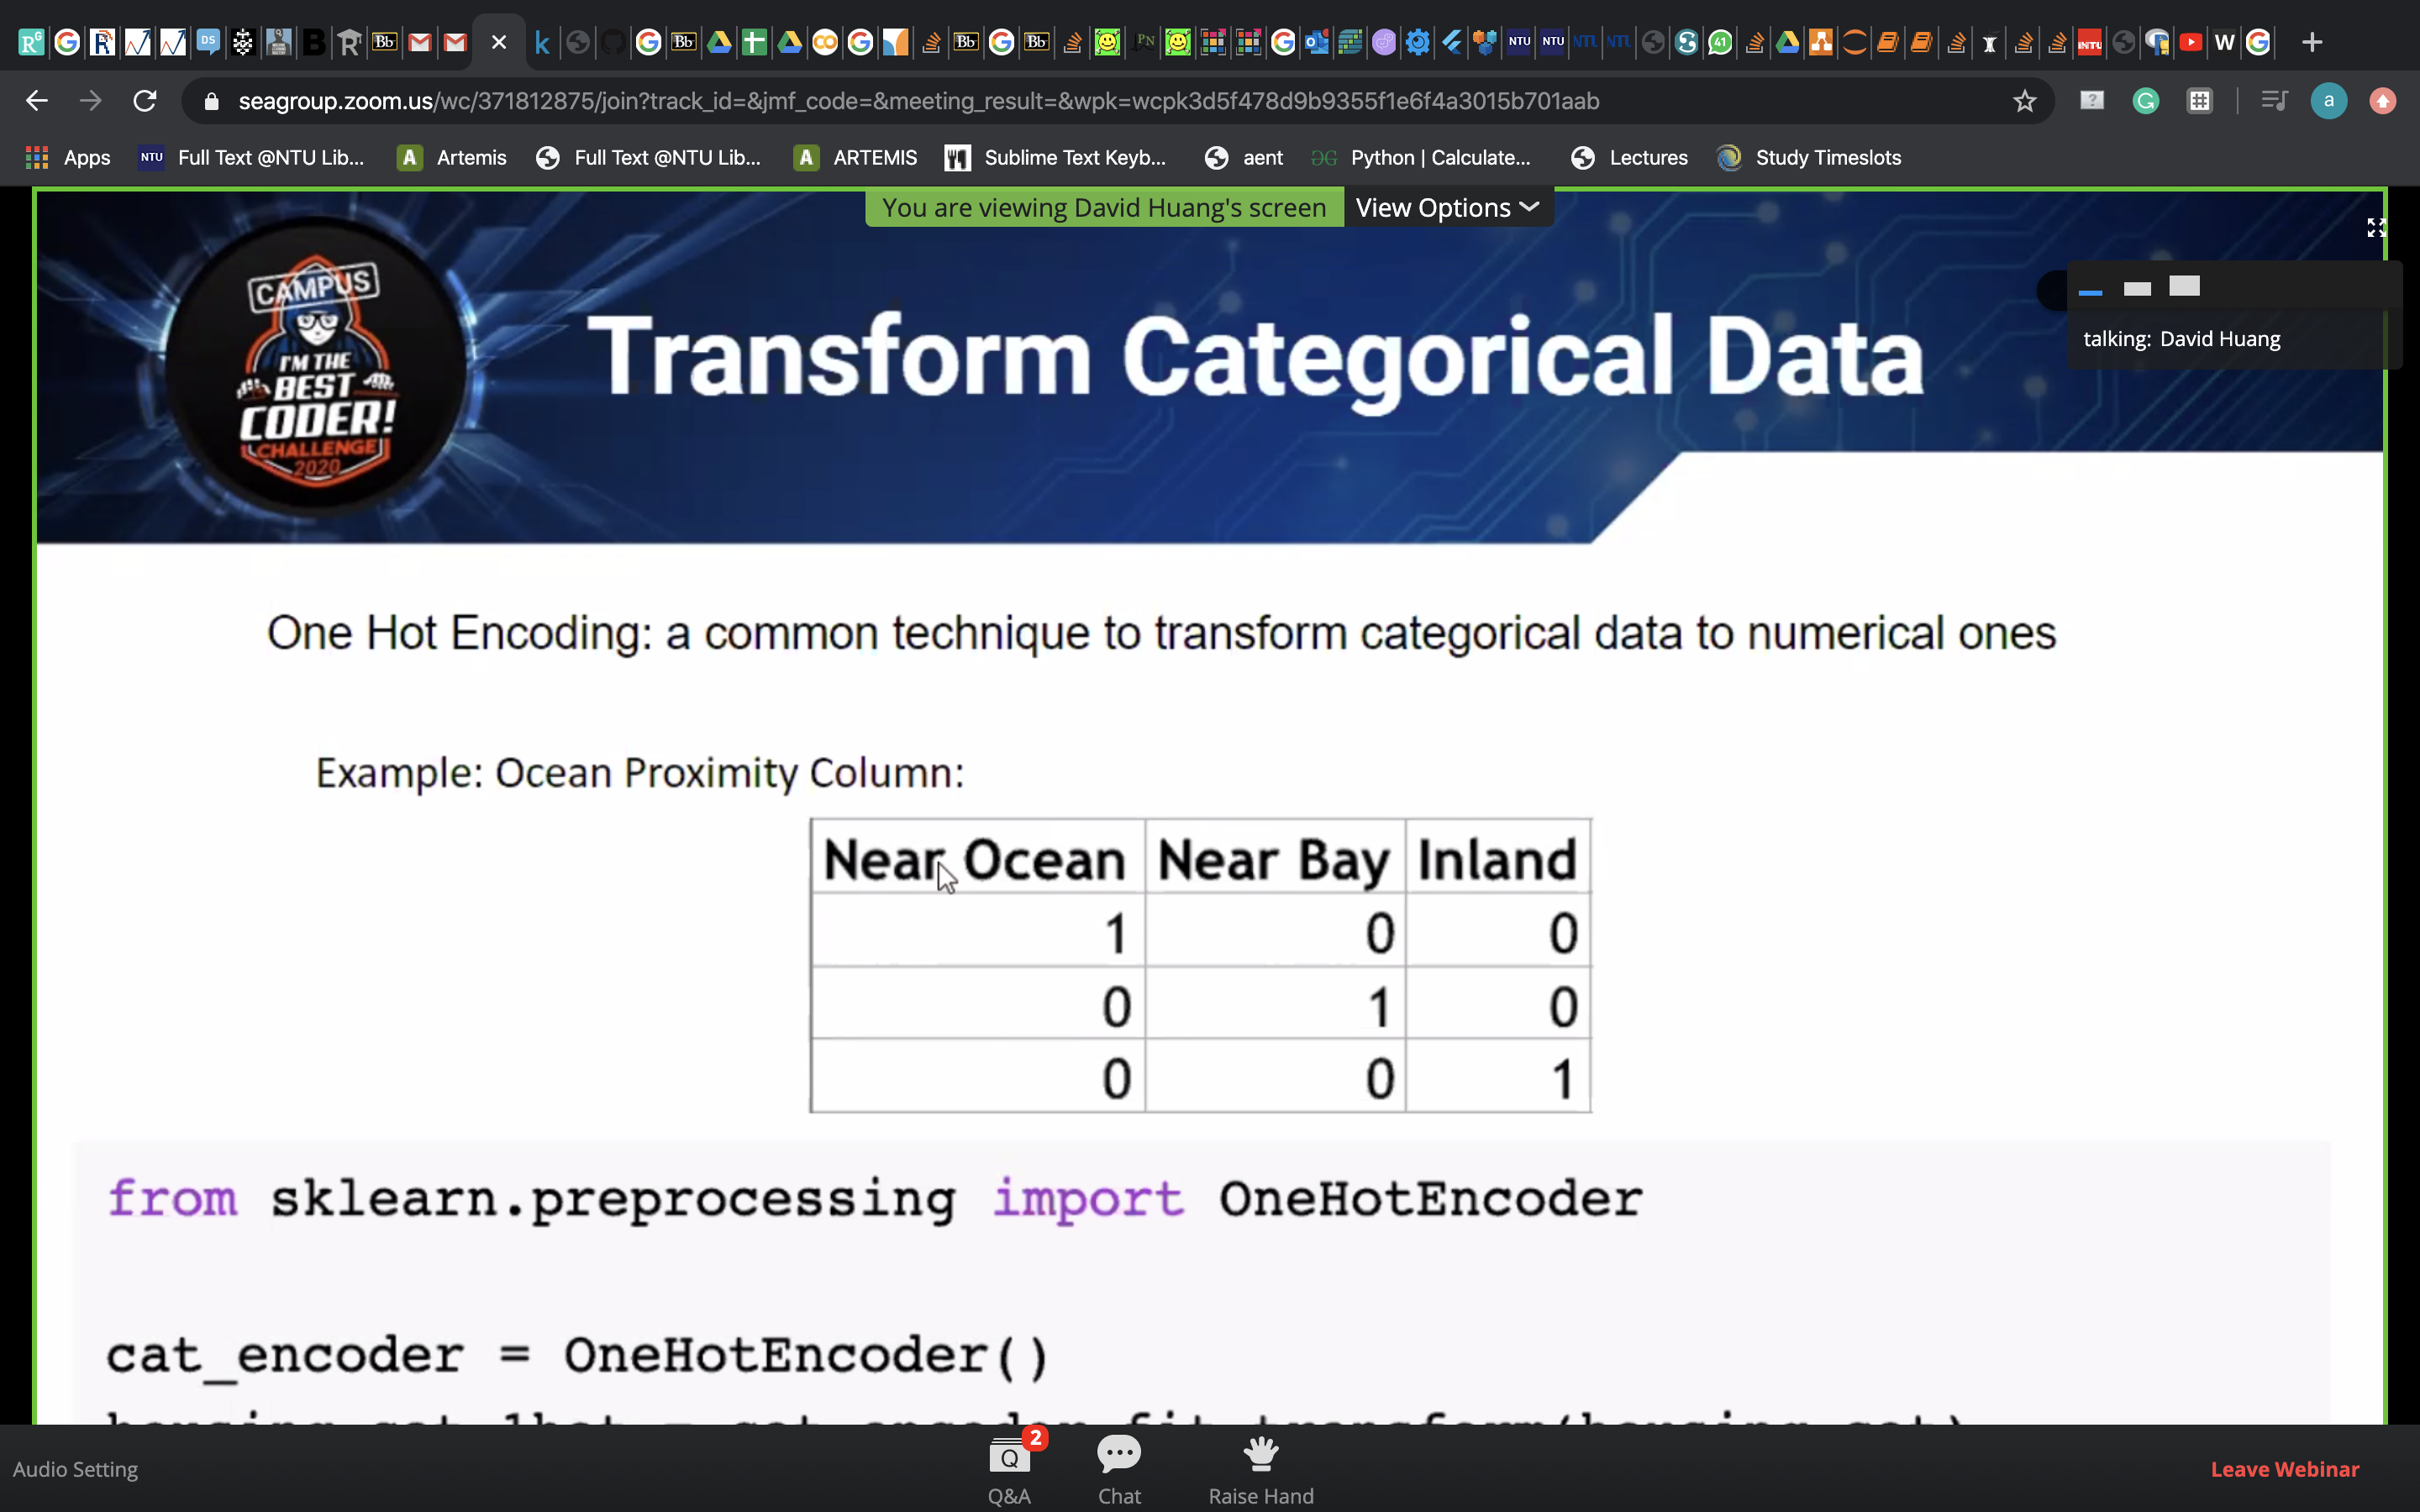 seagroup.zoom.us/wc/371812875/join?track_id=&jmf_code=&meeting_result=&wpk=wcpk3d5f478d9b9355f1e6f4a3015b701aab
Apps NTU Full Text @NTU Lib... A Artemis Full Text @NTU Lib... A ARTEMIS Sublime Text Keyb... aent Python | Calculate... Lectures Study Timeslots
You are viewing David Huang's screen View Options
talking: David Huang
CAMPUS
I'M THE
BEST
CODER!
CHALLENGE
2020
Transform Categorical Data
One Hot Encoding: a common technique to transform categorical data to numerical ones
Example: Ocean Proximity Column:
Near Ocean Near Bay Inland
1 0 0
0 1 0
0 0 1
from sklearn.preprocessing import OneHotEncoder
cat_encoder = OneHotEncoder()
Audio Setting
2
Q&A Chat Raise Hand
Leave Webinar